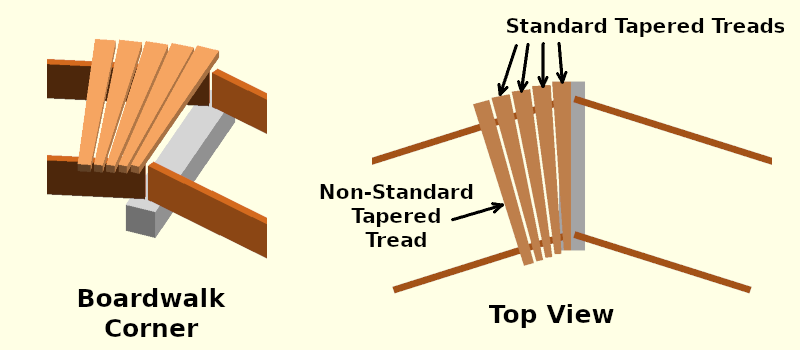 Standard Tapered Treads
Non-Standard
Tapered
Tread
Boardwalk
Corner
Top View